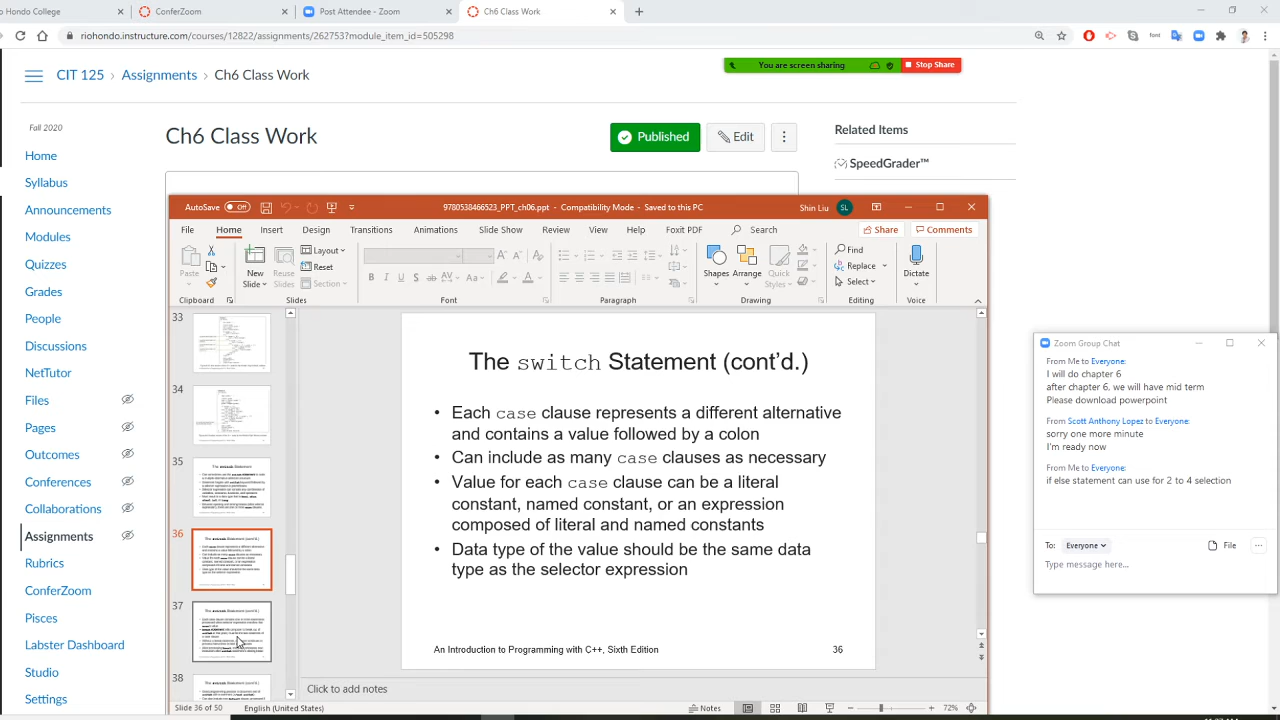 o Hondo College
ConferZoom
Post Attendee - Zoom
Ch6 Class Work
riohondo.instructure.com/courses/12822/assignments/262753?module_item_id=505298
CIT 125 › Assignments › Ch6 Class Work
You are screen sharing
Stop Share
Fall 2020
Home
Syllabus
Announcements
Modules
Quizzes
Grades
People
Discussions
NetTutor
Files
Pages
Outcomes
Conferences
Collaborations
Assignments
Rubrics
ConferZoom
Pisces
Labster Dashboard
Studio
Settings
Ch6 Class Work
Published
Edit
Related Items
SpeedGrader™
AutoSave Off
9780538466523_PPT_ch06.ppt - Compatibility Mode - Saved to this PC
Shin Liu SL
File Home Insert Design Transitions Animations Slide Show Review View Help Foxit PDF Search
Share Comments
Paste
Clipboard
New Slide
Reuse Slides
Layout
Reset
Section
Slides
Font
Paragraph
Shapes
Arrange
Quick Styles
Drawing
Find
Replace
Select
Editing
Dictate
Voice
33
34
35
36
37
38
The switch Statement (cont'd.)
• Each case clause represents a different alternative
and contains a value followed by a colon
• Can include as many case clauses as necessary
• Value for each case clause can be a literal
constant, named constant, or an expression
composed of literal and named constants
• Data type of the value should be the same data
type as the selector expression
An Introduction to Programming with C++, Sixth Edition
36
Click to add notes
Slide 36 of 50
English (United States)
Notes
72%
Zoom Group Chat
From Me to Everyone:
I will do chapter 6
after chapter 6, we will have mid term
Please download powerpoint
From Scott Anthony Lopez to Everyone:
sorry one more minute
I'm ready now
From Me to Everyone:
if else statement can use for 2 to 4 selection
To: Everyone
File
Type message here...